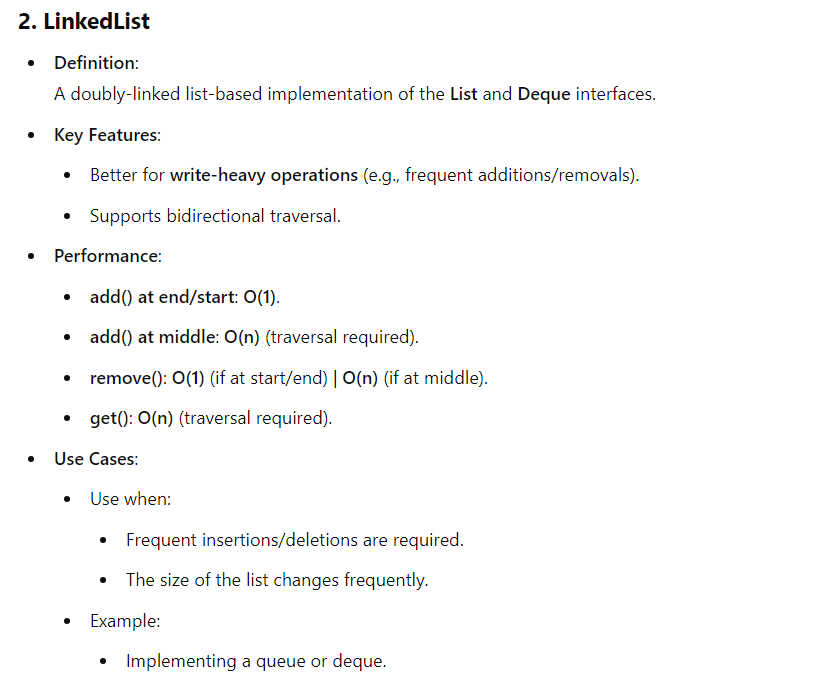 2. LinkedList
Definition:
A doubly-linked list-based implementation of the List and Deque interfaces.
Key Features:
Better for write-heavy operations (e.g., frequent additions/removals).
Supports bidirectional traversal.
Performance:
add() at end/start: O(1).
add() at middle: O(n) (traversal required).
remove(): O(1) (if at start/end) | O(n) (if at middle).
get(): O(n) (traversal required).
Use Cases:
Use when:
Frequent insertions/deletions are required.
The size of the list changes frequently.
Example:
Implementing a queue or deque.